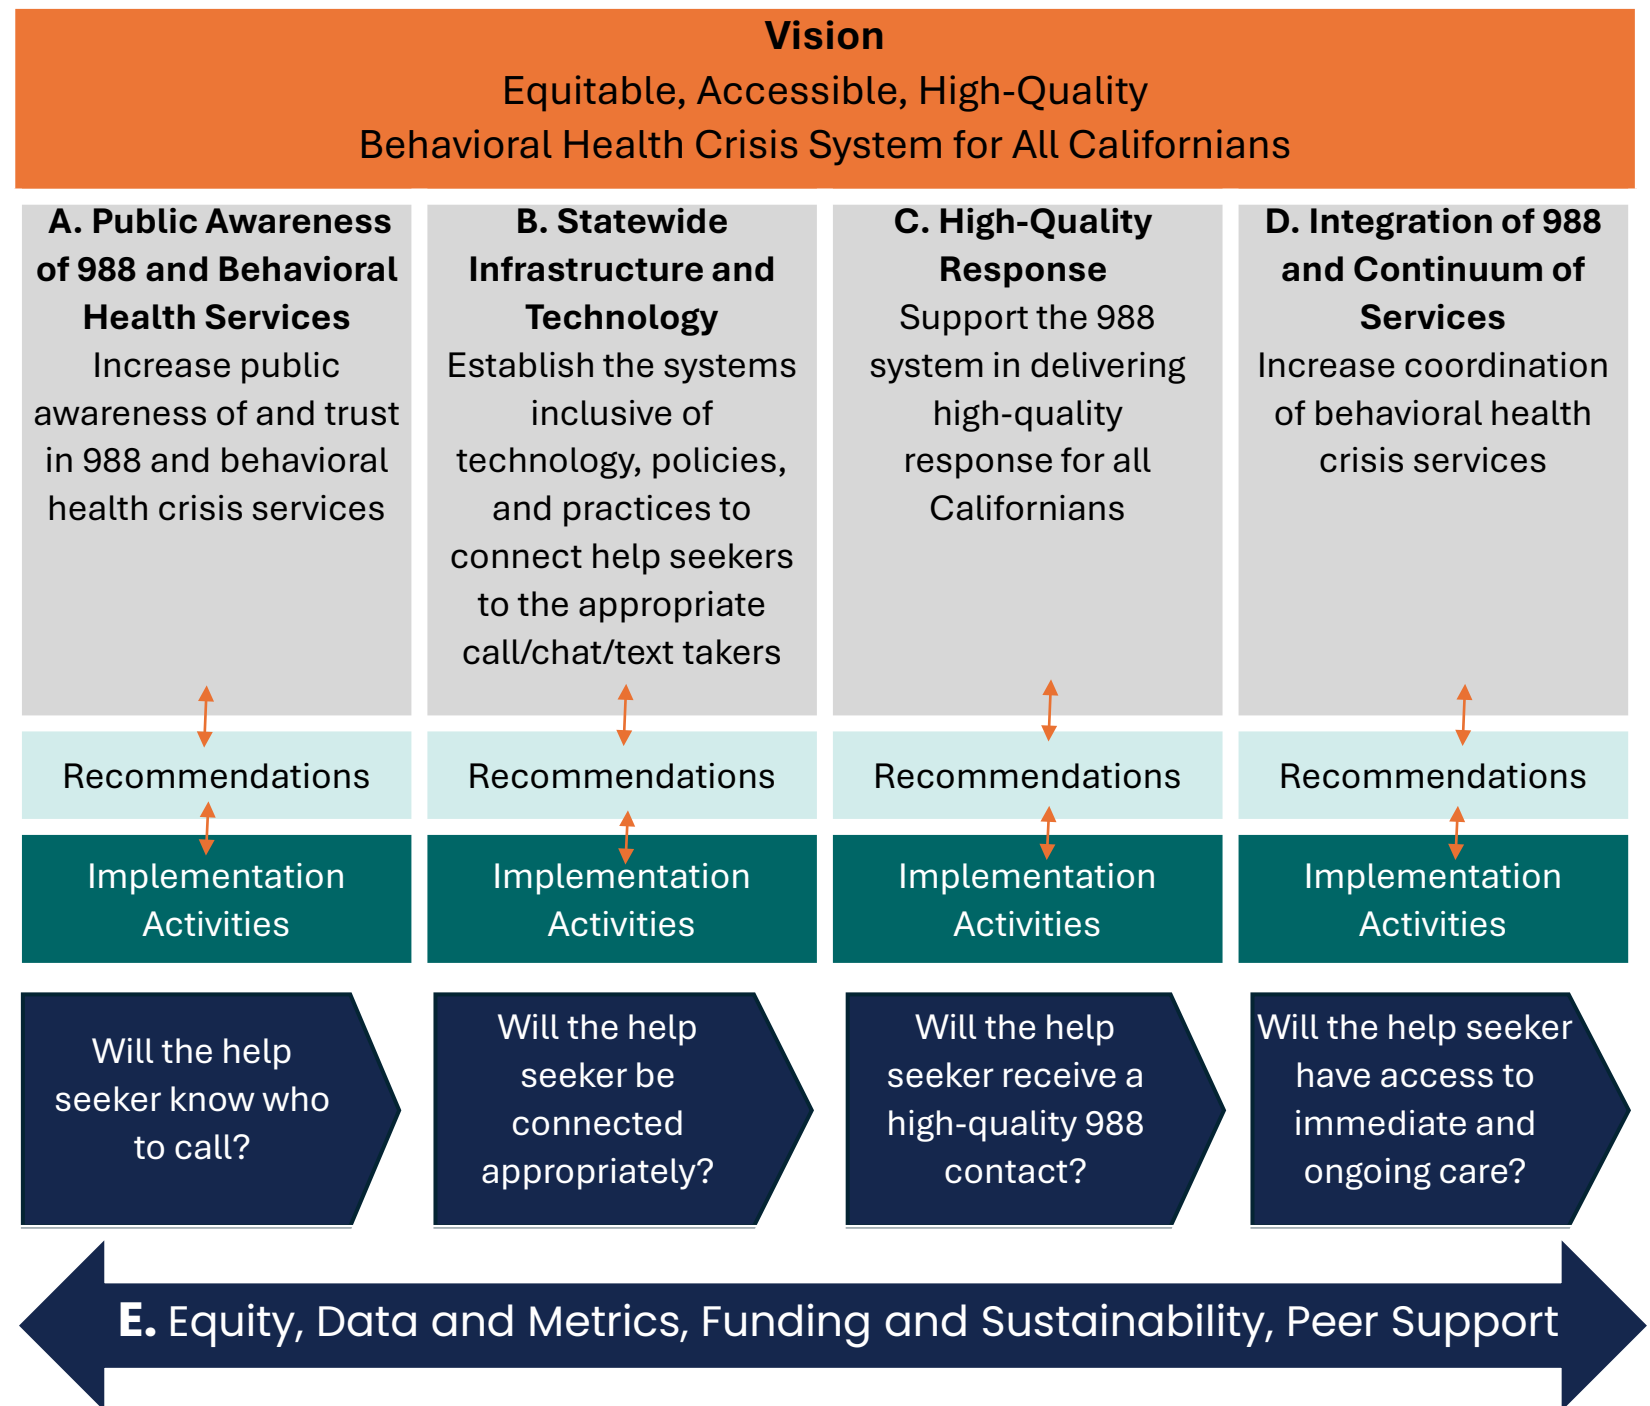 Vision
Equitable, Accessible, High-Quality
Behavioral Health Crisis System for All Californians
A. Public Awareness
of 988 and Behavioral
Health Services
Increase public
awareness of and trust
in 988 and behavioral
health crisis services
B. Statewide
Infrastructure and
Technology
Establish the systems
inclusive of
technology, policies,
and practices to
connect help seekers
to the appropriate
call/chat/text takers
C. High-Quality
Response
Support the 988
system in delivering
high-quality
response for all
Californians
D. Integration of 988
and Continuum of
Services
Increase coordination
of behavioral health
crisis services
Recommendations
Recommendations
Recommendations
Recommendations
Implementation
Activities
Implementation
Activities
Implementation
Activities
Implementation
Activities
Will the help
seeker know who
to call?
Will the help
seeker be
connected
appropriately?
Will the help
seeker receive a
high-quality 988
contact?
Will the help seeker
have access to
immediate and
ongoing care?
E. Equity, Data and Metrics, Funding and Sustainability, Peer Support